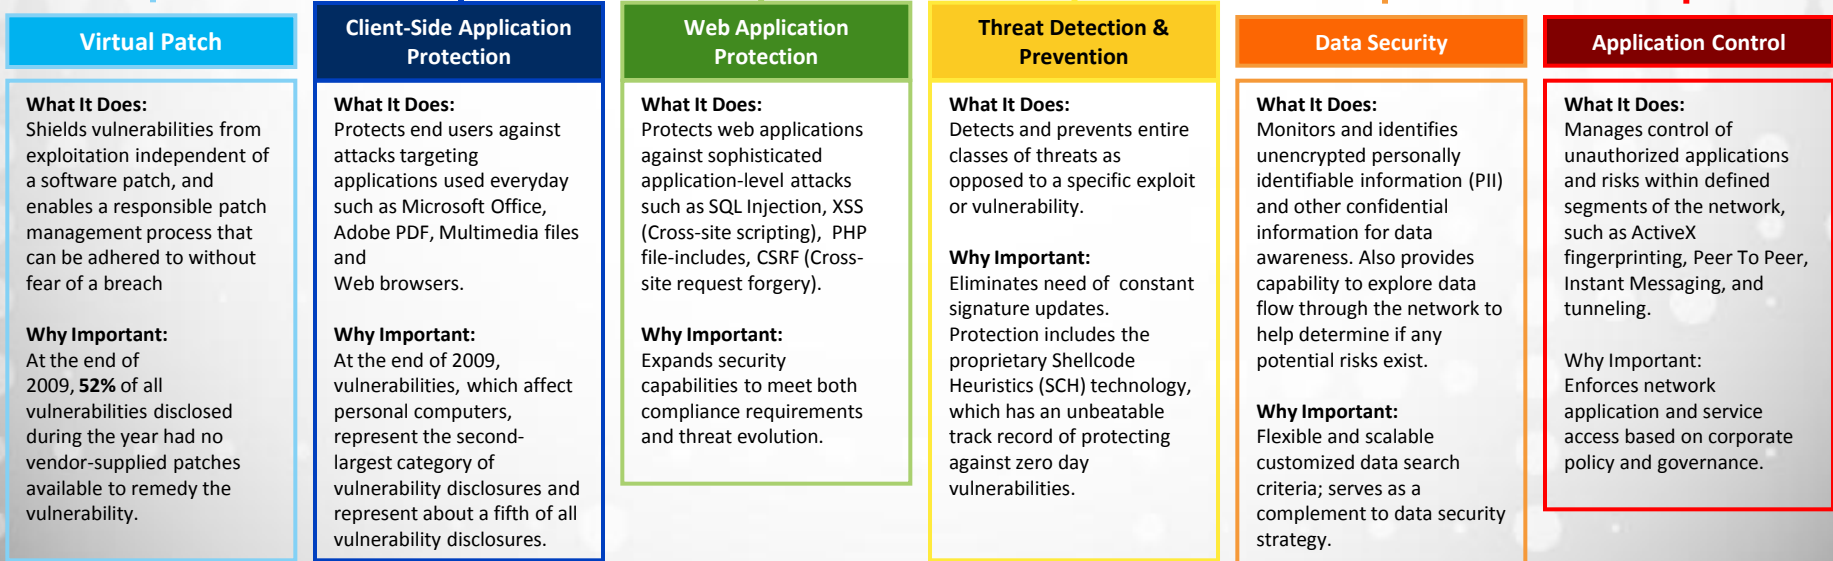 Virtual Patch
What It Does:
Shields vulnerabilities from
exploitation independent of
a software patch, and
enables a responsible patch
management process that
can be adhered to without
fear of a breach
Why Important:
At the end of
2009, 52% of all
vulnerabilities disclosed
during the year had no
vendor-supplied patches
available to remedy the
vulnerability.
Client-Side Application
Protection
What It Does:
Protects end users against
attacks targeting
applications used everyday
such as Microsoft Office,
Adobe PDF, Multimedia files
and
Web browsers.
Why Important:
At the end of 2009,
vulnerabilities, which affect
personal computers,
represent the second-
largest category of
vulnerability disclosures and
represent about a fifth of all
vulnerability disclosures.
Web Application
Protection
What It Does:
Protects web applications
against sophisticated
application-level attacks
such as SQL Injection, XSS
(Cross-site scripting), PHP
file-includes, CSRF (Cross-
site request forgery).
Why Important:
Expands security
capabilities to meet both
compliance requirements
and threat evolution.
Threat Detection &
Prevention
What It Does:
Detects and prevents entire
classes of threats as
opposed to a specific exploit
or vulnerability.
Why Important:
Eliminates need of constant
signature updates.
Protection includes the
proprietary Shellcode
Heuristics (SCH) technology,
which has an unbeatable
track record of protecting
against zero day
vulnerabilities.
Data Security
What It Does:
Monitors and identifies
unencrypted personally
identifiable information (PII)
and other confidential
information for data
awareness. Also provides
capability to explore data
flow through the network to
help determine if any
potential risks exist.
Why Important:
Flexible and scalable
customized data search
criteria; serves as a
complement to data security
strategy.
Application Control
What It Does:
Manages control of
unauthorized applications
and risks within defined
segments of the network,
such as ActiveX
fingerprinting, Peer To Peer,
Instant Messaging, and
tunneling.
Why Important:
Enforces network
application and service
access based on corporate
policy and governance.